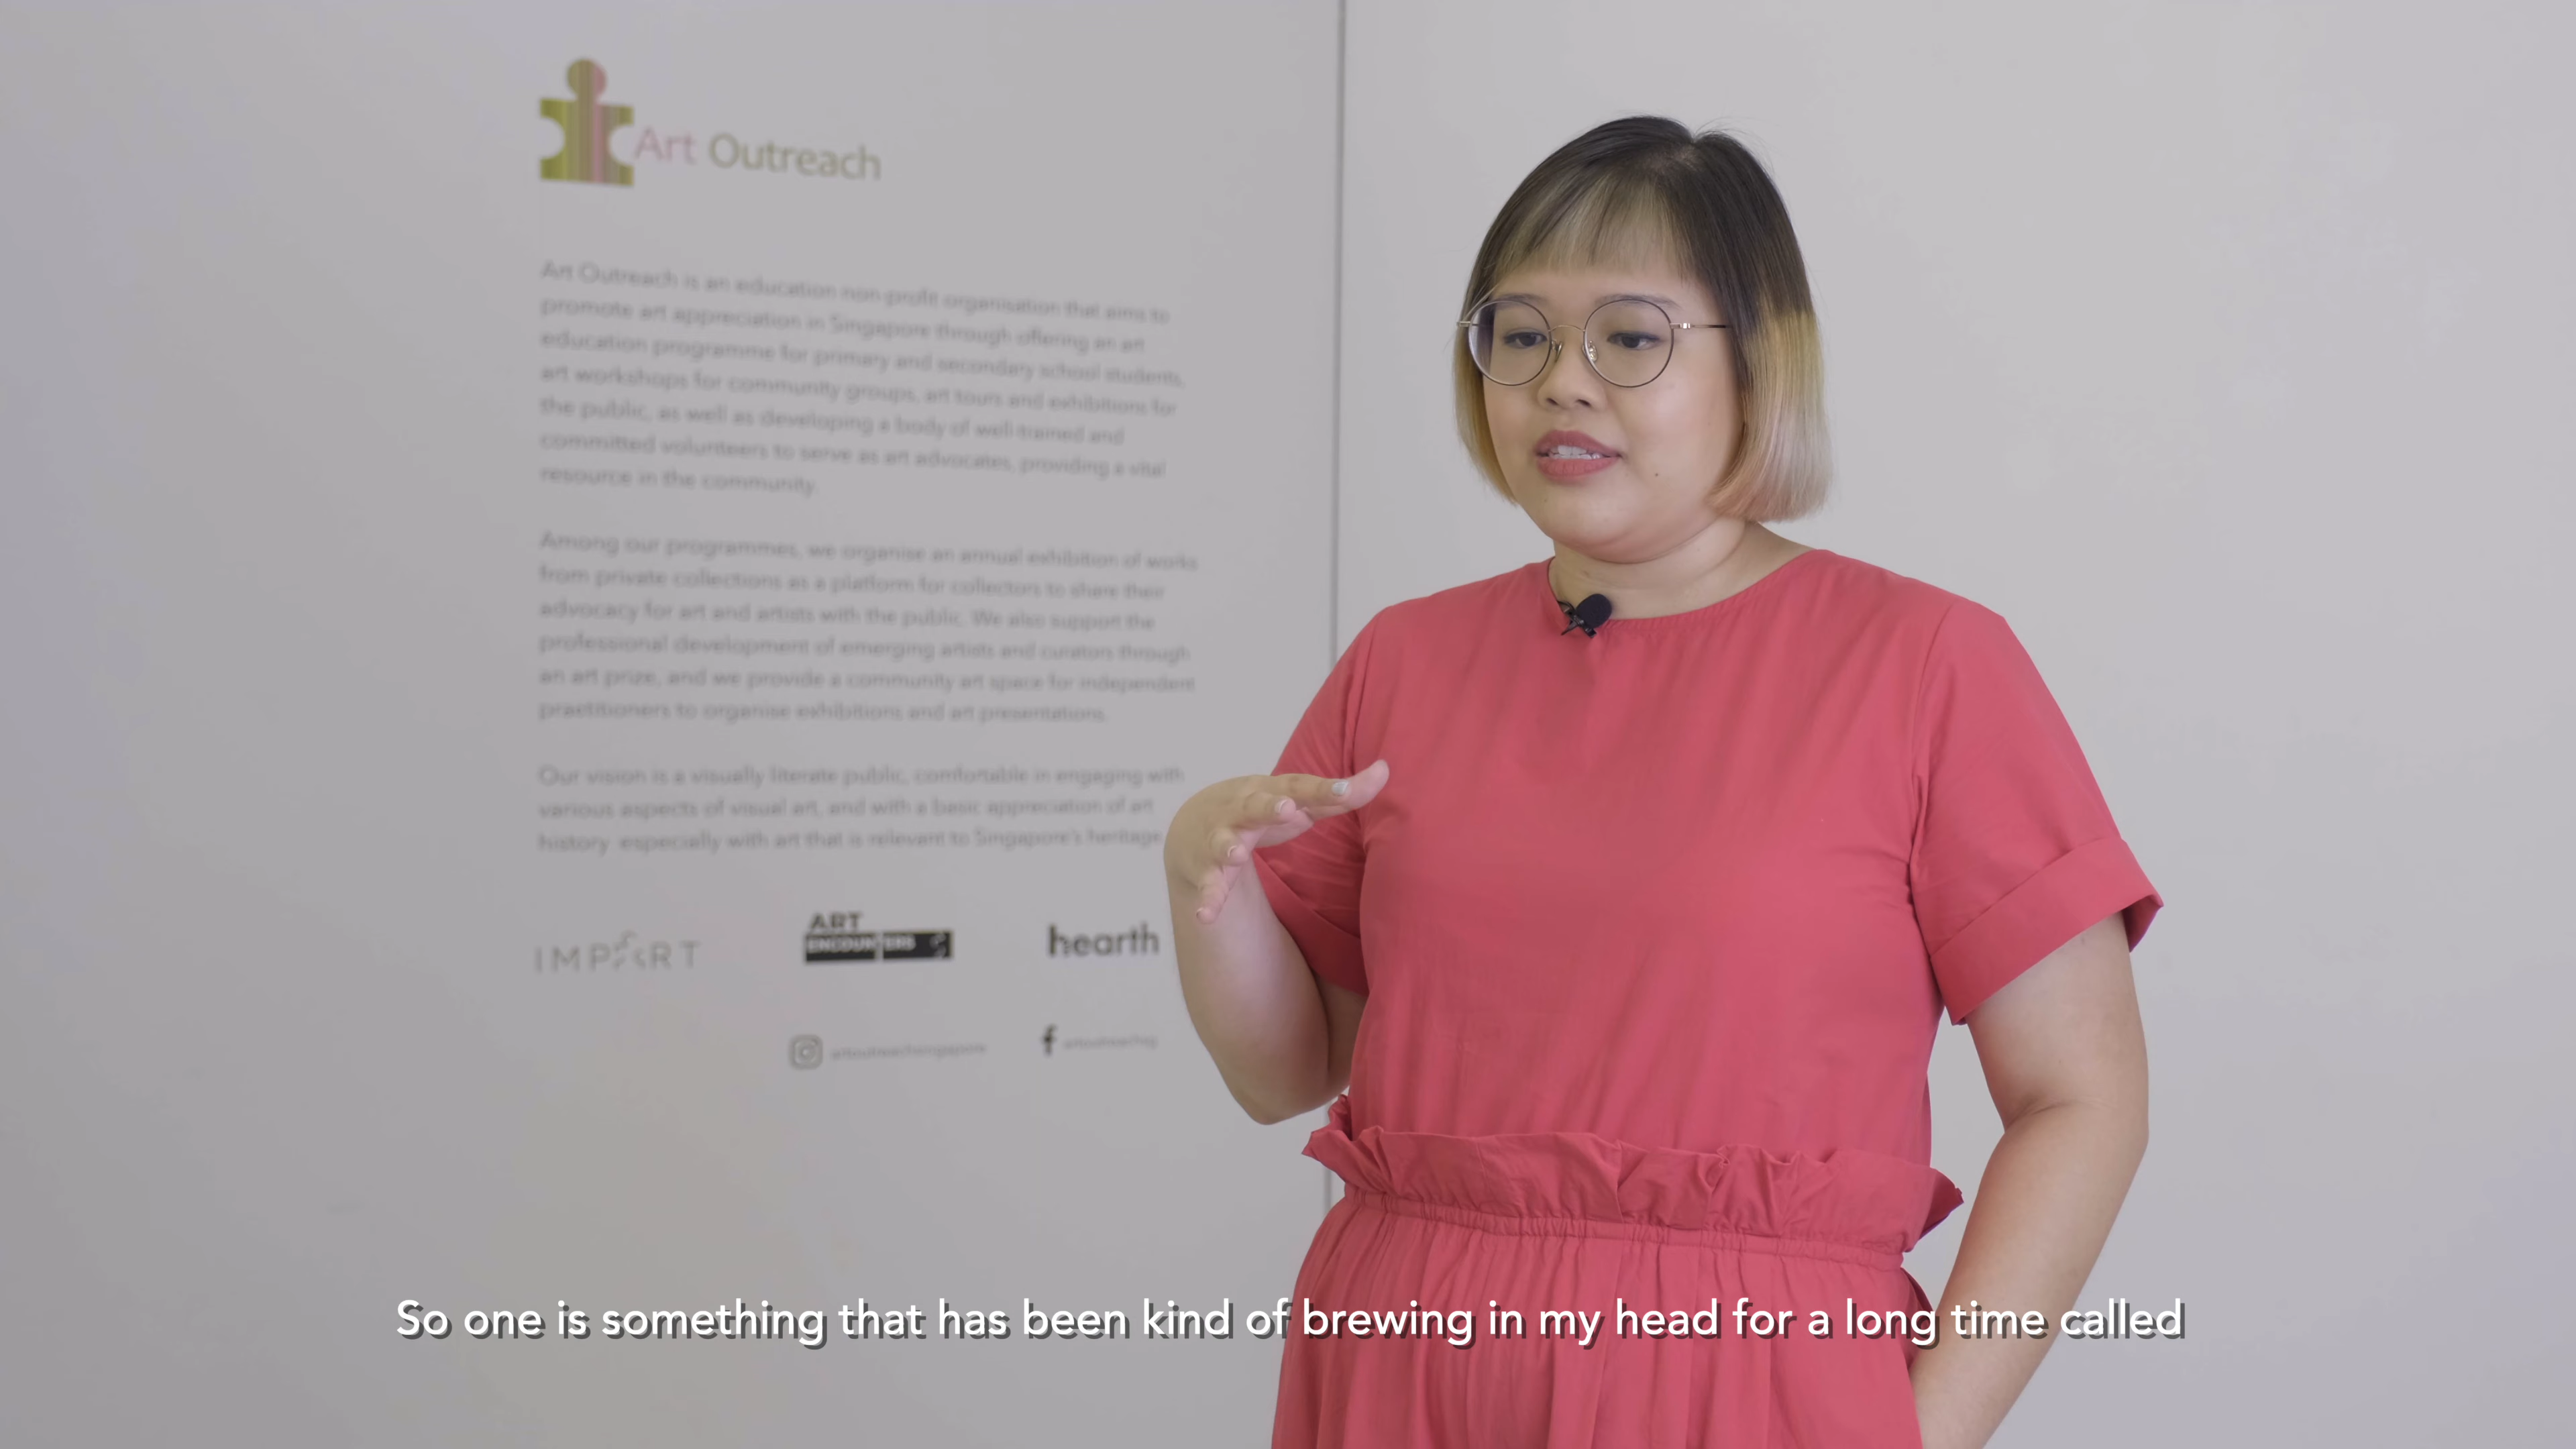 Art Outreach
Art Outreach is an education non-profit organisation that aims to
promote art appreciation in Singapore through offering an art
education programme for primary and secondary school students,
art workshops for community groups, art tours and exhibitions for
the public, as well as developing a body of well-trained and
committed volunteers to serve as art advocates, providing a vital
resource in the community.
Among our programmes, we organise an annual exhibition of works
from private collections as a platform for collectors to share their
advocacy for art and artists with the public. We also support the
professional development of emerging artists and curators through
an art prize, and we provide a community art space for independent
practitioners to organise exhibitions and art presentations.
Our vision is a visually literate public, comfortable in engaging with
various aspects of visual art, and with a basic appreciation of art
history especially with art that is relevant to Singapore's heritage
IMPART
ART
ENCOUNTERS
hearth
artoutreachsingapore
So one is something that has been kind of brewing in my head for a long time called